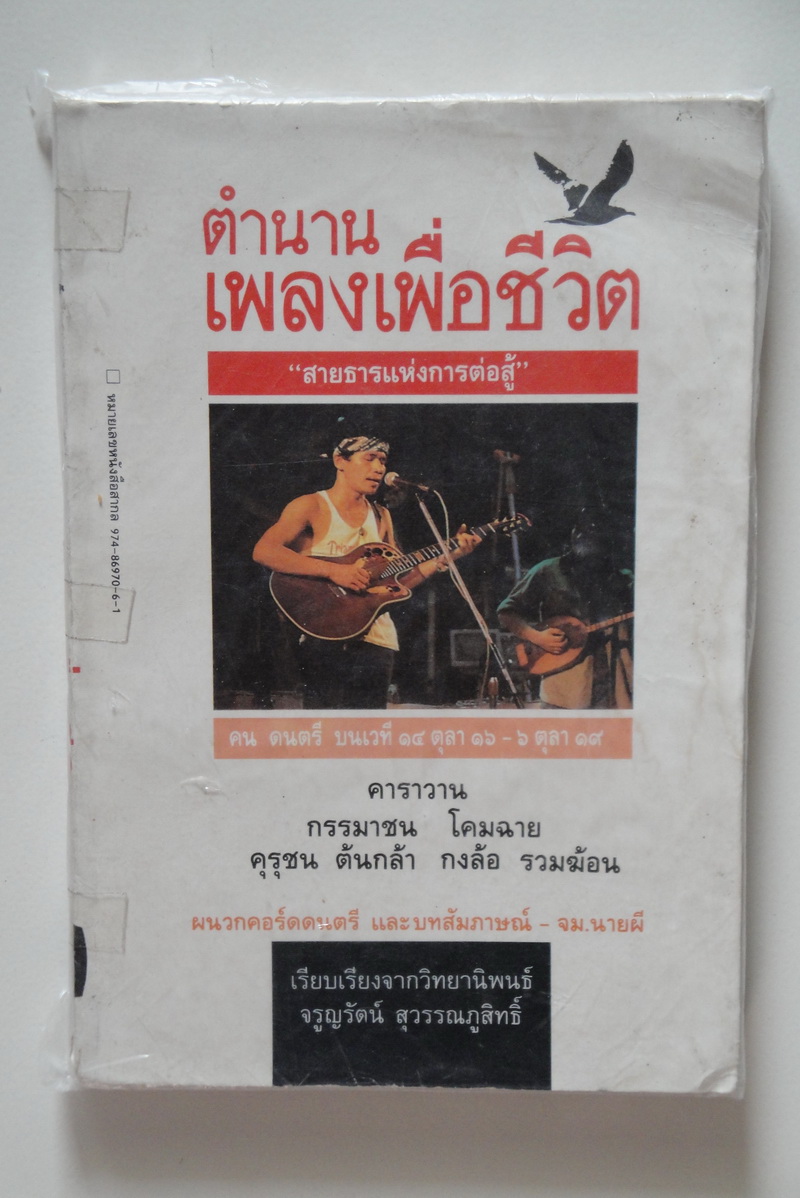 ตำนาน
เพลงเพื่อชีวิต
“สายธารแห่งการต่อสู้”
หมายเลขหนังสือสากล 974-86970-6-1
คน ดนตรี บนเวที ๑๔ ตุลา ๑๖ - ๖ ตุลา ๑๙
คาราวาน
กรรมาชน โคมฉาย
คุรุชน ต้นกล้า กงล้อ รวมฆ้อน
ผนวกคอร์ดดนตรี และบทสัมภาษณ์ - จม.นายผี
เรียบเรียงจากวิทยานิพนธ์
จรูญรัตน์ สุวรรณภูสิทธิ์